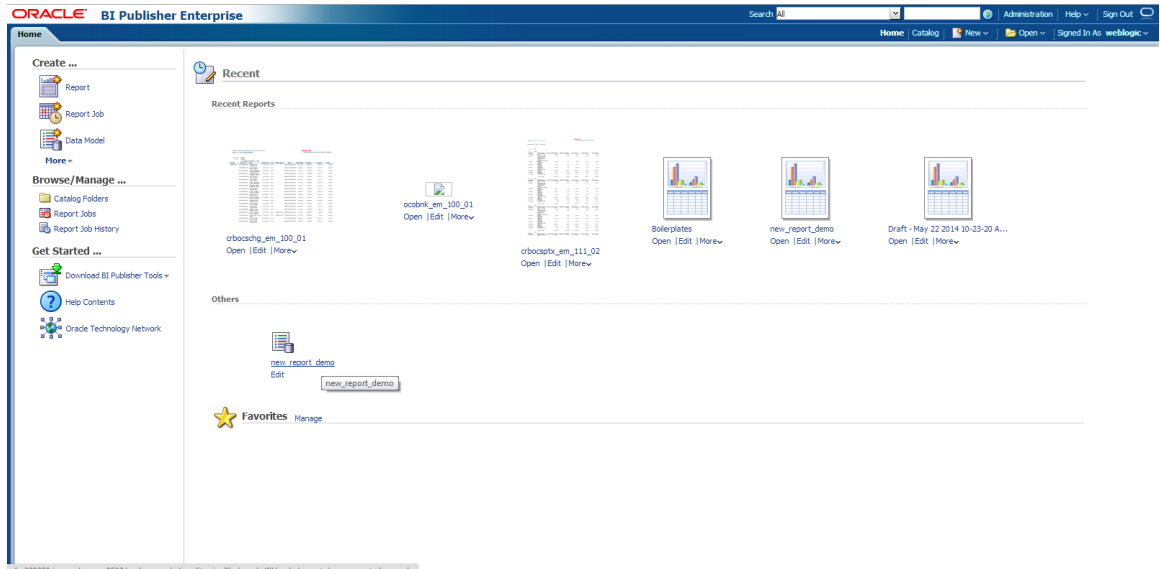 ORACLE BI Publisher Enterprise
Search All Administration Help Sign Out
Home
Home Catalog New Open Signed In As weblogic
Create ...
Report
Report Job
Data Model
More
Browse/Manage ...
Catalog Folders
Report Jobs
Report Job History
Get Started ...
Download BI Publisher Tools
Help Contents
Oracle Technology Network
Recent
Recent Reports
crbocschg_em_100_01
Open |Edit |More
ocobnk_em_100_01
Open |Edit |More
crbocsptx_em_111_02
Open |Edit |More
Boilerplates
Open |Edit |More
new_report_demo
Open |Edit |More
Draft - May 22 2014 10-23-20 A...
Open |Edit |More
Others
new_report_demo
Edit
new_report_demo
Favorites Manage